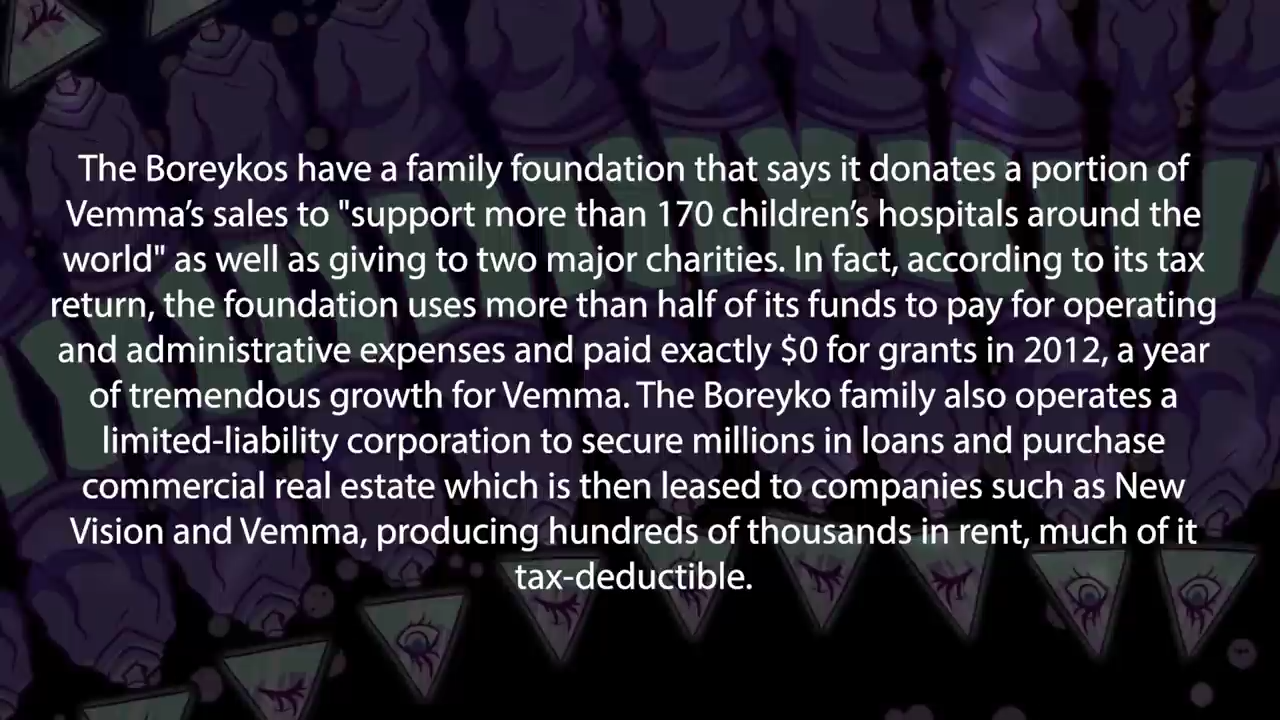 The Boreykos have a family foundation that says it donates a portion of
Vemma’s sales to "support more than 170 children’s hospitals around the
world" as well as giving to two major charities. In fact, according to its tax
return, the foundation uses more than half of its funds to pay for operating
and administrative expenses and paid exactly $0 for grants in 2012, a year
of tremendous growth for Vemma. The Boreyko family also operates a
limited-liability corporation to secure millions in loans and purchase
commercial real estate which is then leased to companies such as New
Vision and Vemma, producing hundreds of thousands in rent, much of it
tax-deductible.